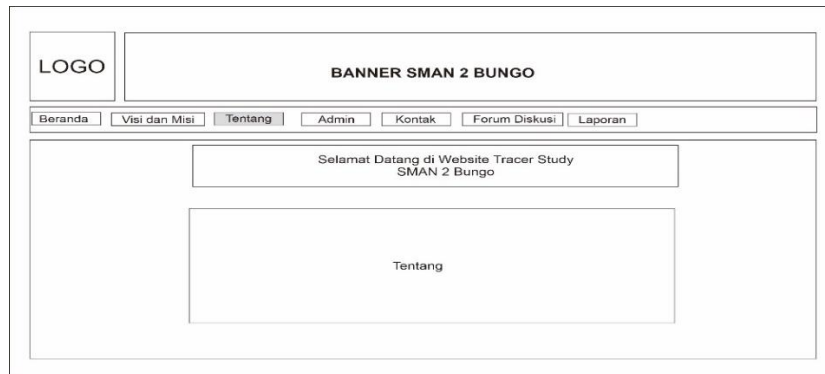 LOGO
BANNER SMAN 2 BUNGO
Beranda Visi dan Misi Tentang Admin Kontak Forum Diskusi Laporan
Selamat Datang di Website Tracer Study
SMAN 2 Bungo
Tentang